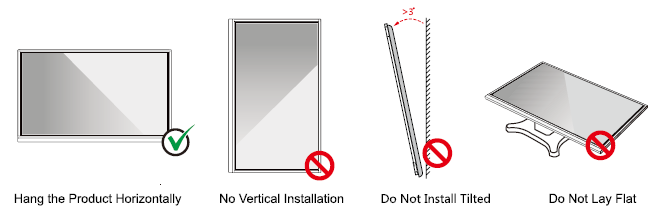 >3°
Hang the Product Horizontally
No Vertical Installation
Do Not Install Tilted
Do Not Lay Flat